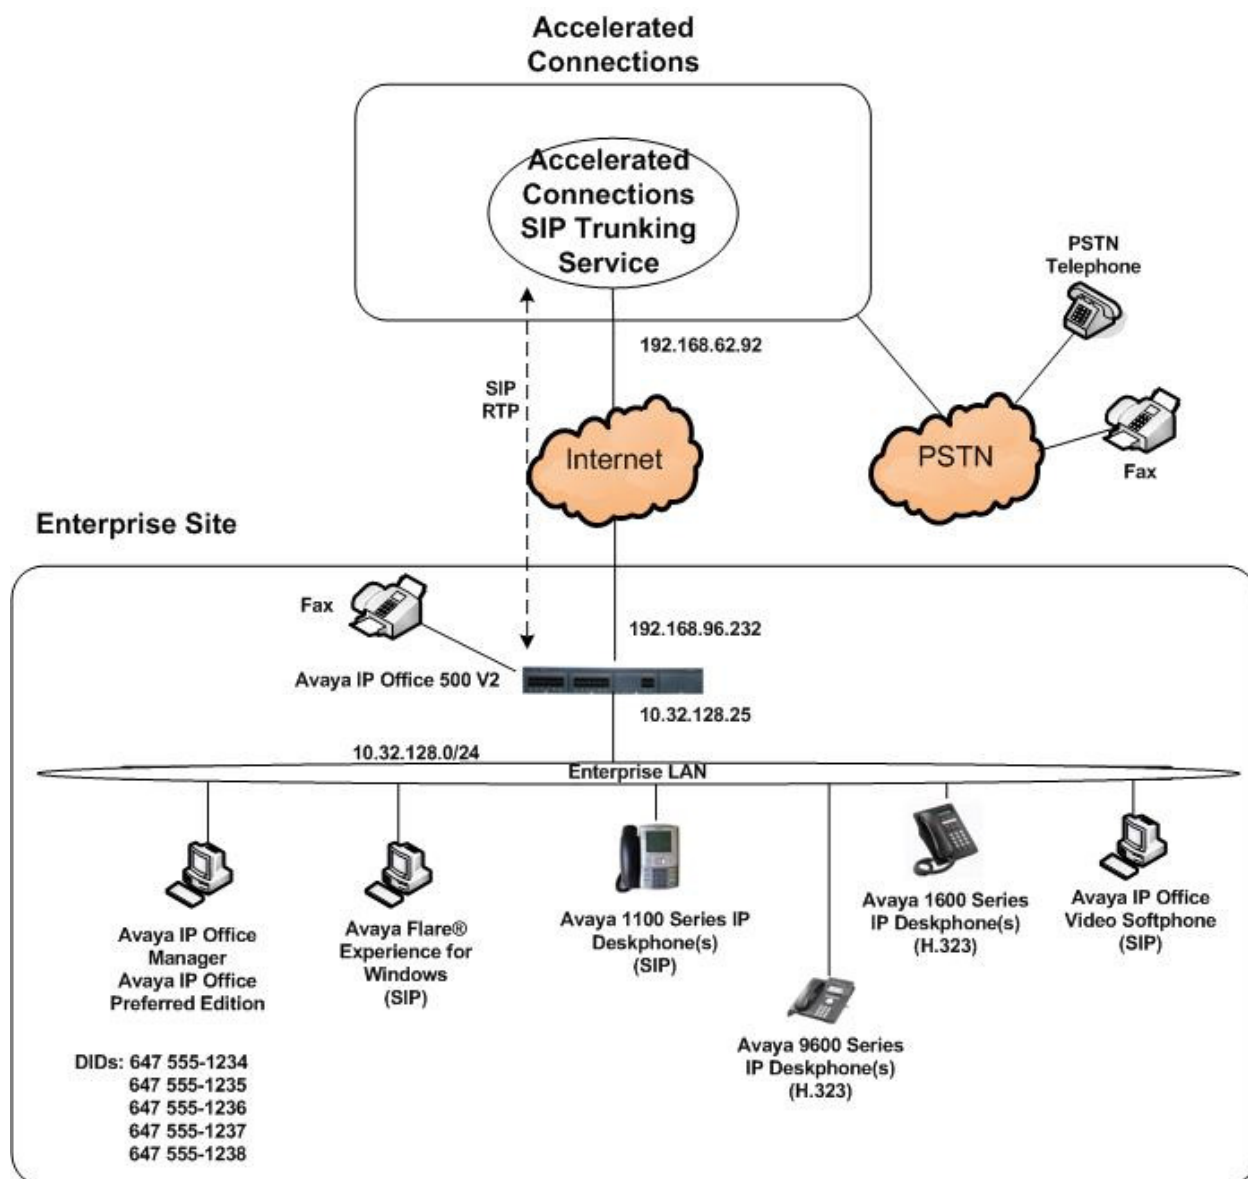 Accelerated
Connections
Accelerated
Connections
SIP Trunking
Service
PSTN
Telephone
192.168.62.92
SIP
RTP
Internet
PSTN
Fax
Enterprise Site
Fax
192.168.96.232
Avaya IP Office 500 V2
10.32.128.25
10.32.128.0/24
Enterprise LAN
Avaya IP Office
Manager
Avaya IP Office
Preferred Edition
Avaya Flare®
Experience for
Windows
(SIP)
Avaya 1100 Series IP
Deskphone(s)
(SIP)
Avaya 9600 Series
IP Deskphone(s)
(H.323)
Avaya 1600 Series
IP Deskphone(s)
(H.323)
Avaya IP Office
Video Softphone
(SIP)
DIDs: 647 555-1234
647 555-1235
647 555-1236
647 555-1237
647 555-1238